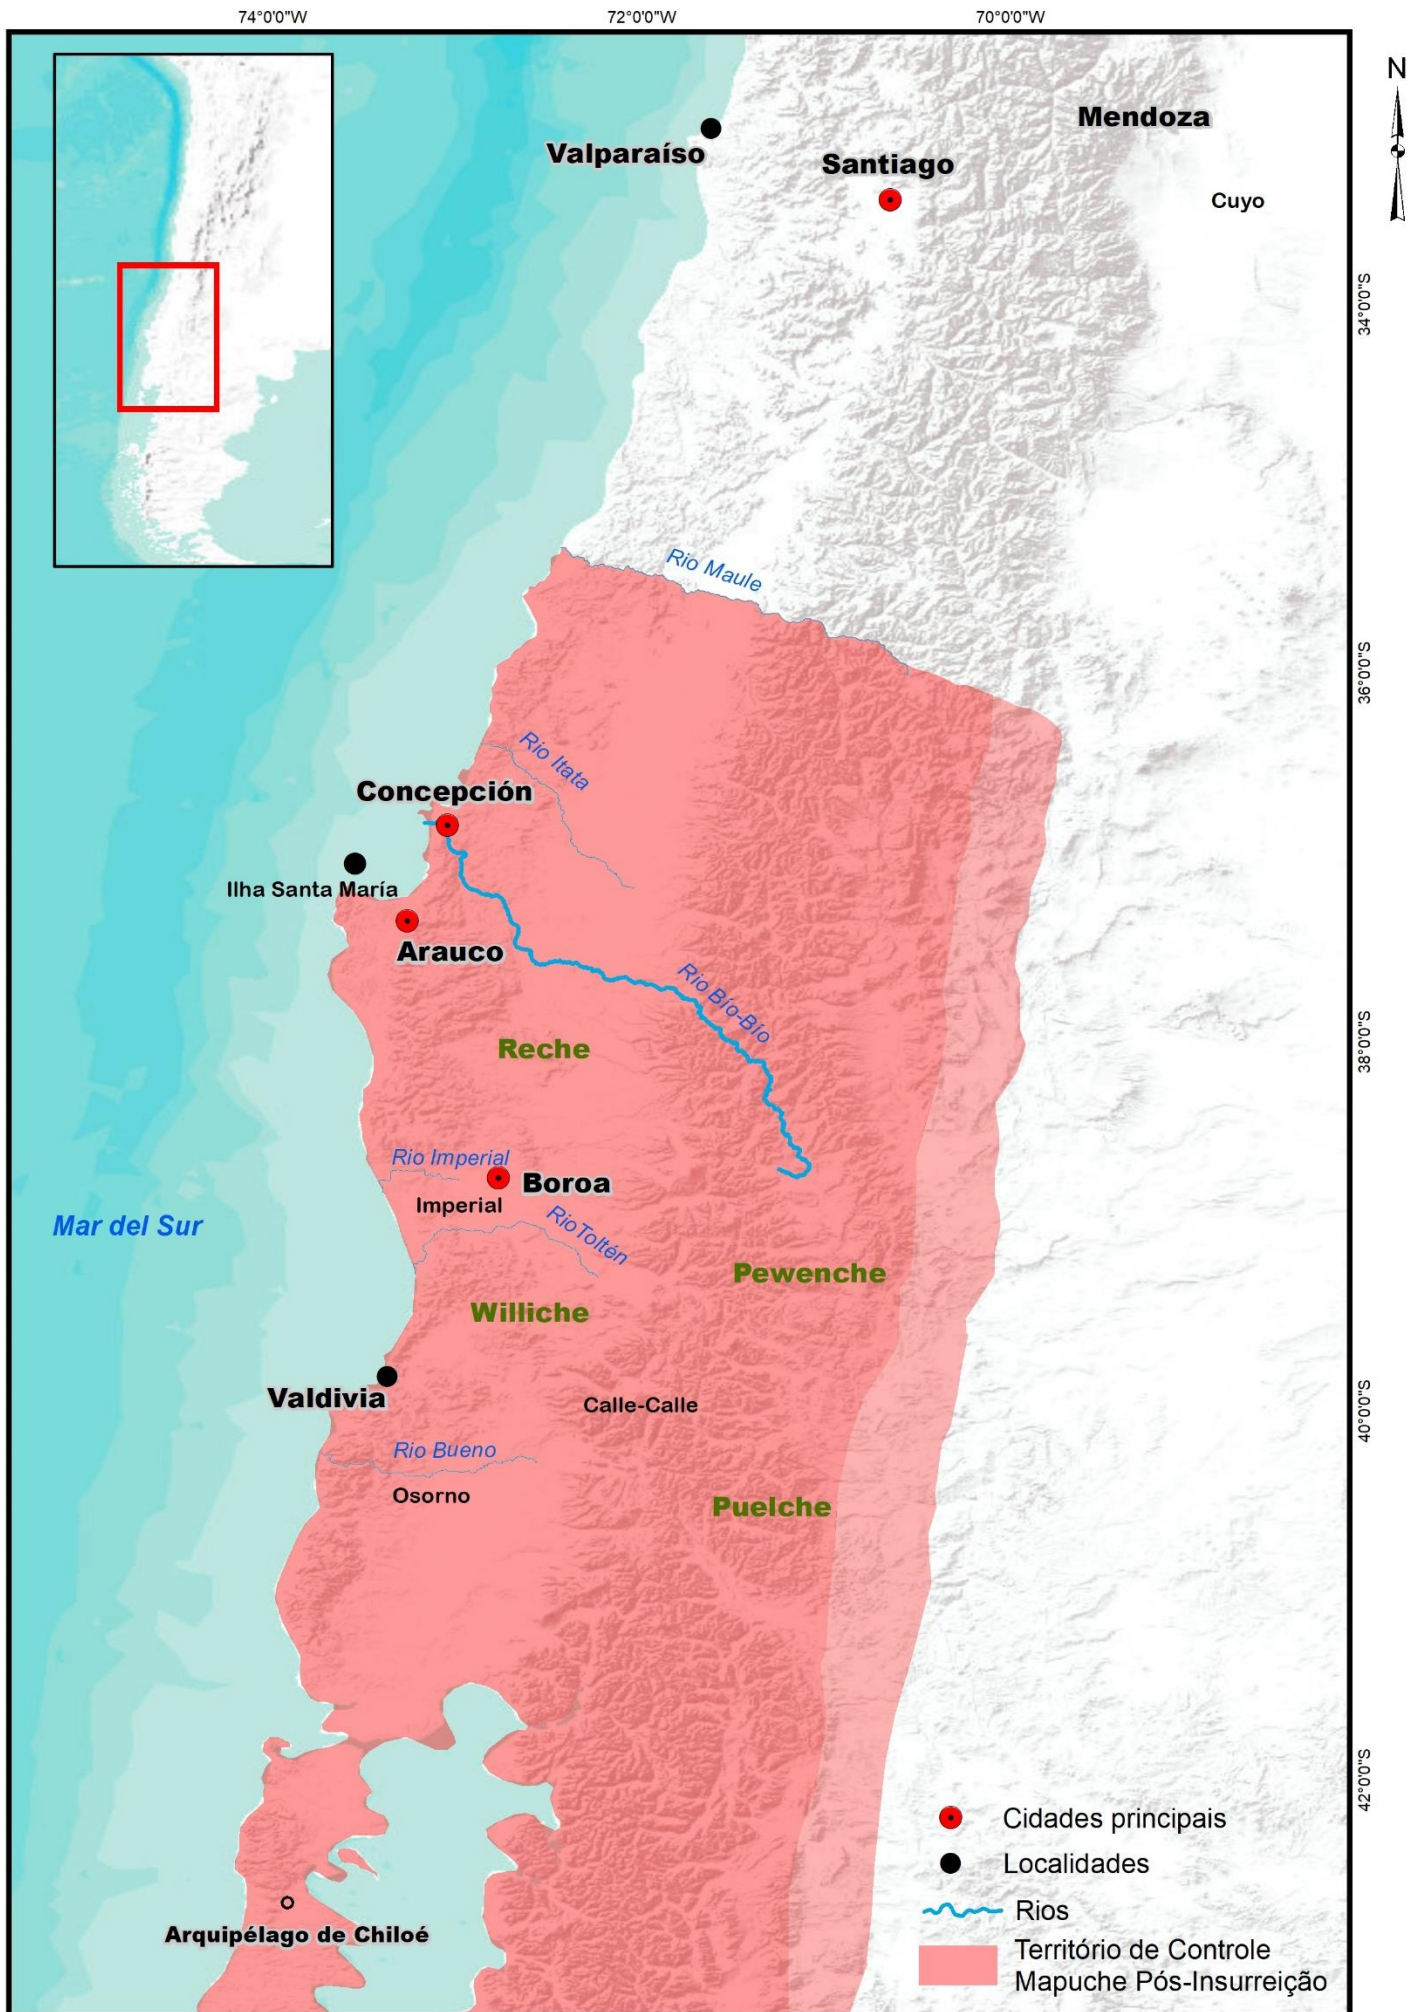 74°0'0"W
72°0'0"W
70°0'0"W
N
Mendoza
Valparaíso
Santiago
Cuyo
34°0'0"S
Rio Maule
36°0'0"S
Rio Itata
Concepción
Ilha Santa María
Arauco
Rio Bío-Bío
38°0'0"S
Reche
Rio Imperial
Boroa
Imperial
Mar del Sur
Rio Toltén
Pewenche
Williche
Valdivia
Calle-Calle
40°0'0"S
Rio Bueno
Osorno
Puelche
42°0'0"S
Cidades principais
Localidades
Rios
Território de Controle
Mapuche Pós-Insurreição
Arquipélago de Chiloé